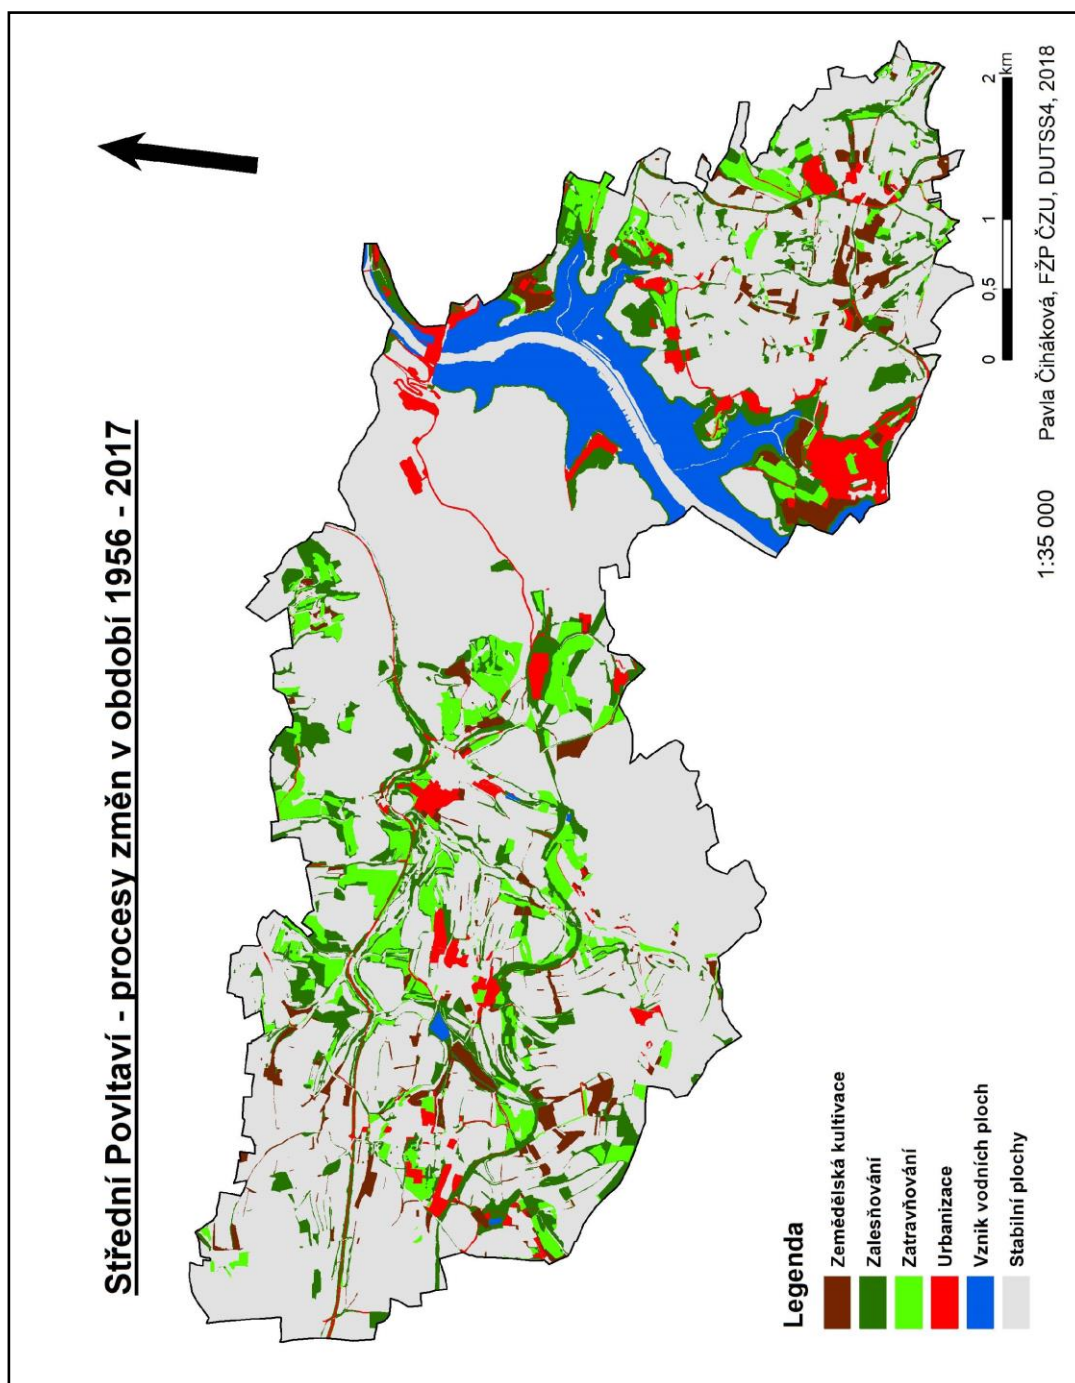 Střední Povltaví - procesy změn v období 1956 - 2017
Legenda
Zemědělská kultivace
Zalesňování
Zatravňování
Urbanizace
Vznik vodních ploch
Stabilní plochy
0 0,5 1 2
km
1:35 000 Pavla Čiháková, FŽP ČZU, DUTSS4, 2018